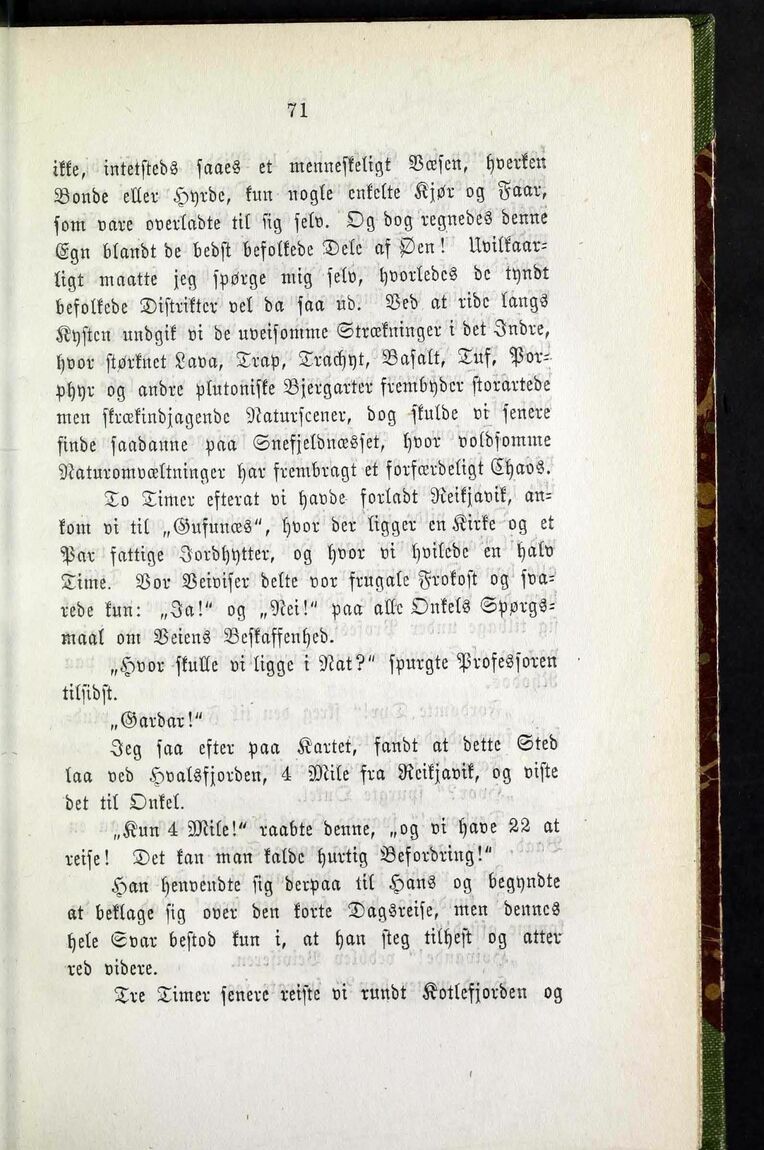 71
ikke, intetsteds saaes et menneskeligt Væsen, hverken
Bonde eller Hyrde, kun nogle enkelte Kjør og Faar,
som vare overladte til sig selv. Og dog regnedes denne
Egn blandt de bedst befolkede Dele af Øen! Uvilkaar-
ligt maatte jeg spørge mig selv, hvorledes de tyndt
befolkede Distrikter vel da saa ud. Ved at ride langs
Kysten undgik vi de uveisomme Strækninger i det Indre,
hvor størknet Lava, Trap, Trachyt, Basalt, Tuf, Por-
phyr og andre plutoniske Bjergarter frembyder storartede
men skrækindjagende Naturscener, dog skulde vi senere
finde saadanne paa Snefjeldnæsset, hvor voldsomme
Naturomvæltninger har frembragt et forfærdeligt Chaos.
To Timer efterat vi havde forladt Reikjavik, an-
kom vi til „Gufunæs“, hvor der ligger en Kirke og et
Par fattige Jordhytter, og hvor vi hvilede en halv
Time. Vor Veiviser delte vor frugale Frokost og sva-
rede kun: „Ja!“ og „Nei!“ paa alle Onkels Spørgs-
maal om Veiens Beskaffenhed.
„Hvor skulle vi ligge i Nat?“ spurgte Professoren
tilsidst.
„Gardar!“
Jeg saa efter paa Kartet, fandt at dette Sted
laa ved Hvalsfjorden, 4 Mile fra Reikjavik, og viste
det til Onkel.
„Kun 4 Mile!“ raabte denne, „og vi have 22 at
reise! Det kan man kalde hurtig Befordring!“
Han henvendte sig derpaa til Hans og begyndte
at beklage sig over den korte Dagsreise, men dennes
hele Svar bestod kun i, at han steg tilhest og atter
red videre.
Tre Timer senere reiste vi rundt Kotlefjorden og